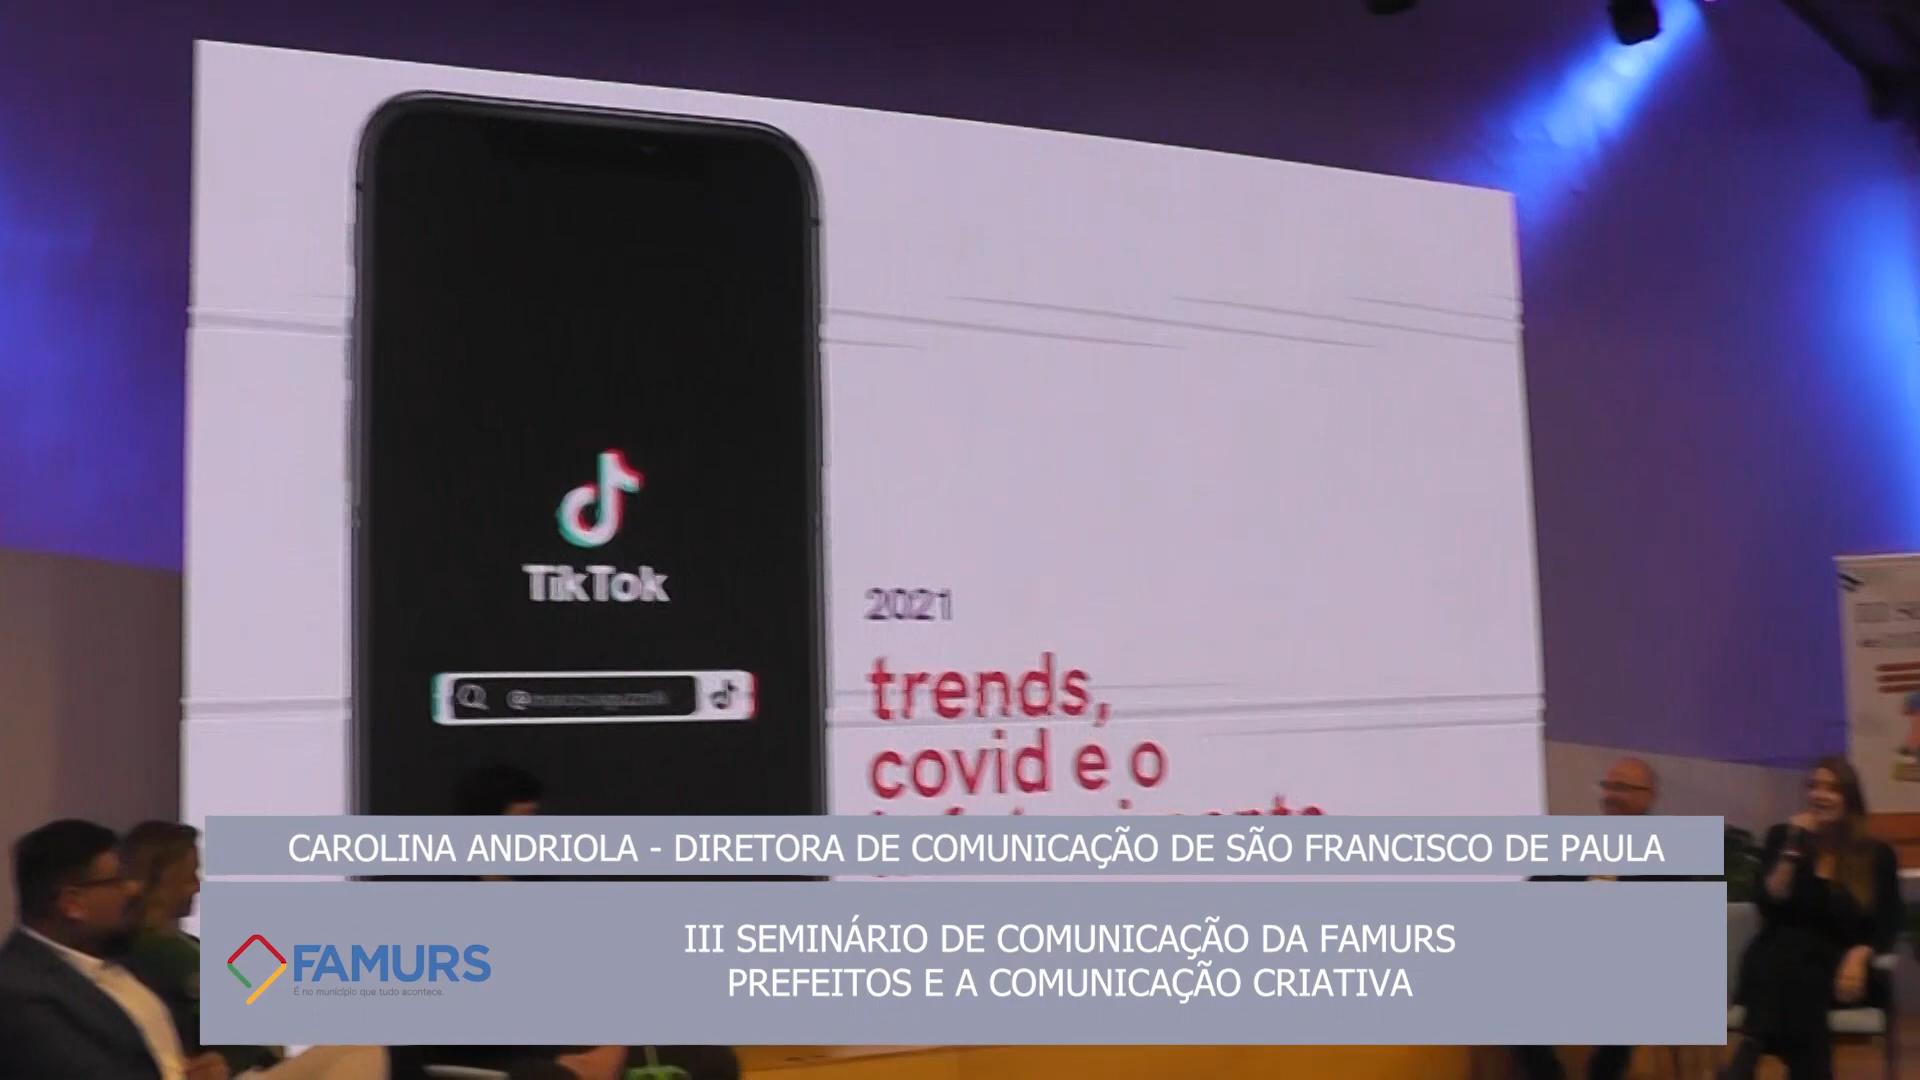 TikTok
2021
trends,
covid e o
CAROLINA ANDRIOLA - DIRETORA DE COMUNICAÇÃO DE SÃO FRANCISCO DE PAULA
FAMURS
É no município que tudo acontece.
III SEMINÁRIO DE COMUNICAÇÃO DA FAMURS
PREFEITOS E A COMUNICAÇÃO CRIATIVA